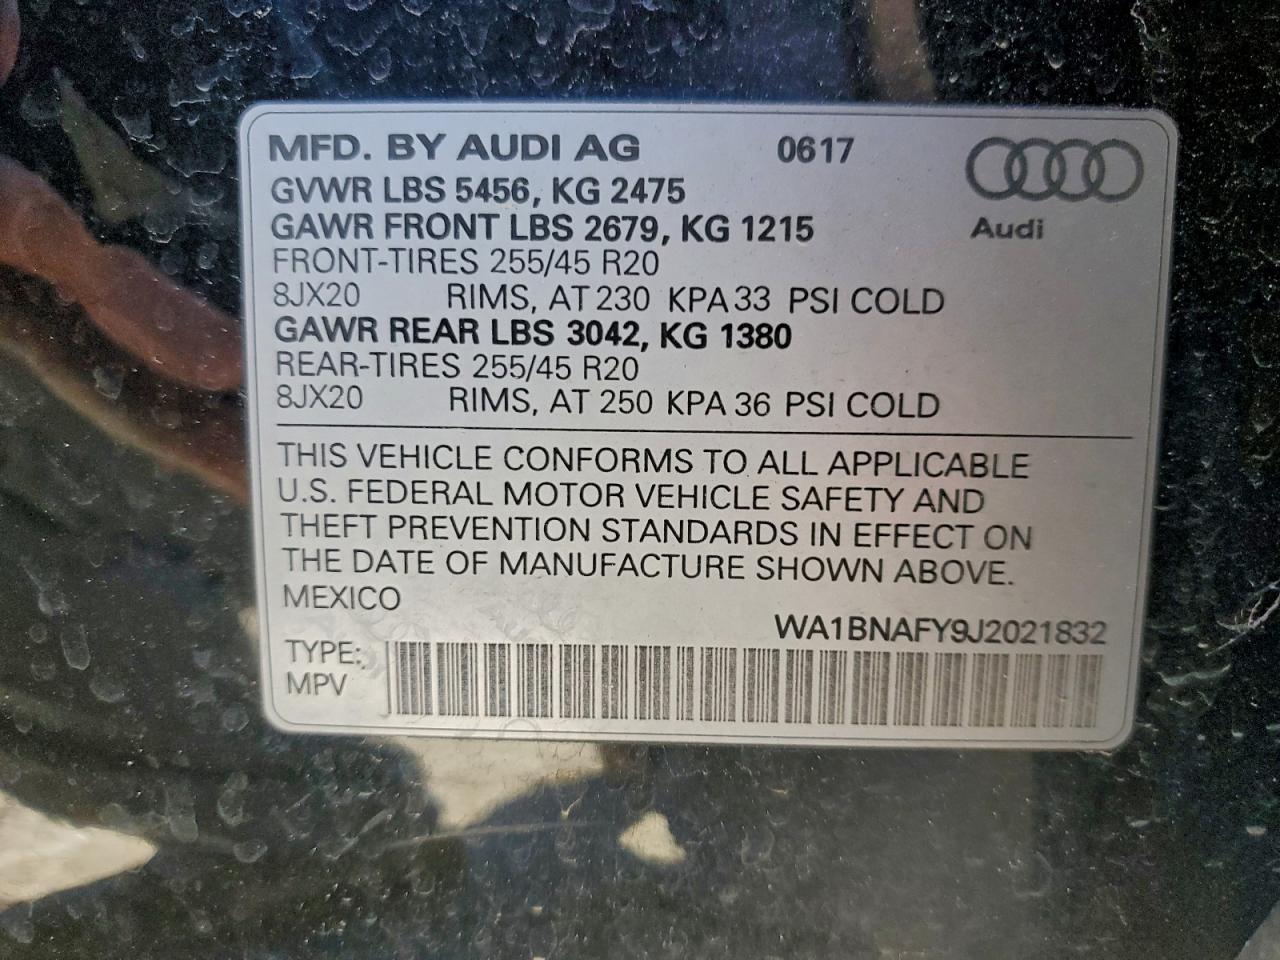 MFD. BY AUDI AG 0617
GVWR LBS 5456, KG 2475
GAWR FRONT LBS 2679, KG 1215
Audi
FRONT-TIRES 255/45 R20
8JX20 RIMS, AT 230 KPA 33 PSI COLD
GAWR REAR LBS 3042, KG 1380
REAR-TIRES 255/45 R20
8JX20 RIMS, AT 250 KPA 36 PSI COLD
THIS VEHICLE CONFORMS TO ALL APPLICABLE
U.S. FEDERAL MOTOR VEHICLE SAFETY AND
THEFT PREVENTION STANDARDS IN EFFECT ON
THE DATE OF MANUFACTURE SHOWN ABOVE.
MEXICO
WA1BNAFY9J2021832
TYPE:
MPV